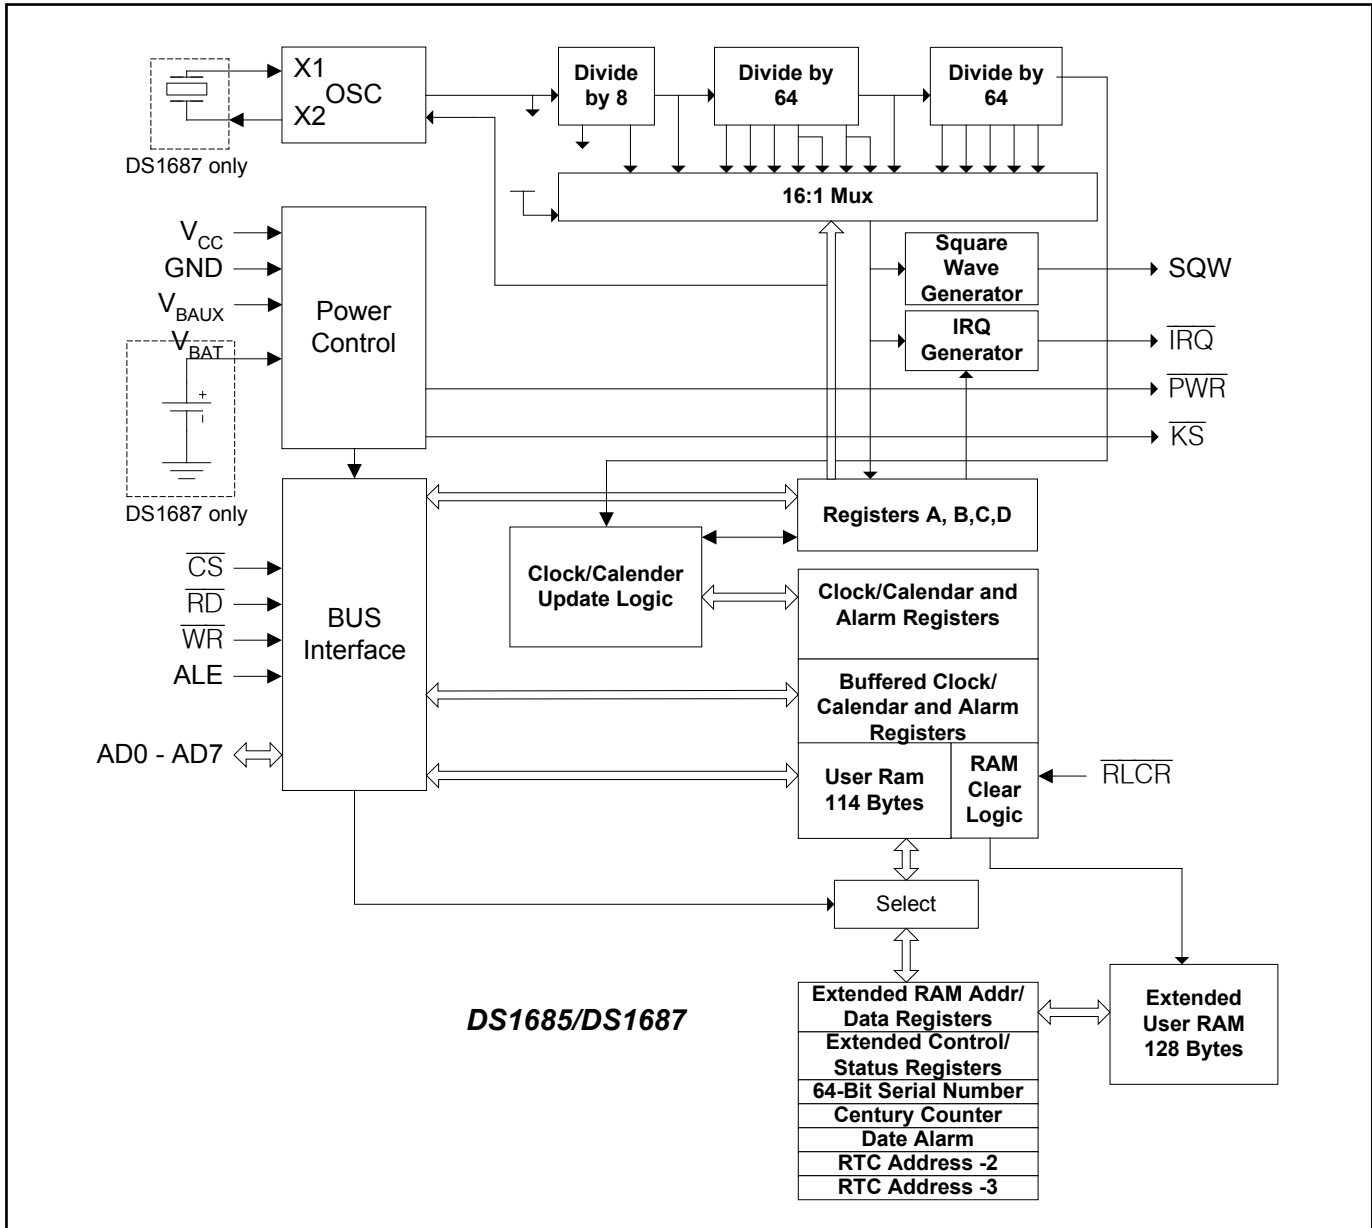 X1
OSC
X2
DS1687 only
Divide
by 8
Divide by
64
Divide by
64
16:1 Mux
VCC
GND
VBAUX
VBAT
+
DS1687 only
Power
Control
Square
Wave
Generator
IRQ
Generator
SQW
IRQ
PWR
KS
Registers A, B,C,D
Clock/Calender
Update Logic
CS
RD
WR
ALE
AD0 - AD7
BUS
Interface
Clock/Calendar and
Alarm Registers
Buffered Clock/
Calendar and Alarm
Registers
User Ram
114 Bytes
RAM
Clear
Logic
RLCR
Select
DS1685/DS1687
Extended RAM Addr/
Data Registers
Extended Control/
Status Registers
64-Bit Serial Number
Century Counter
Date Alarm
RTC Address -2
RTC Address -3
Extended
User RAM
128 Bytes